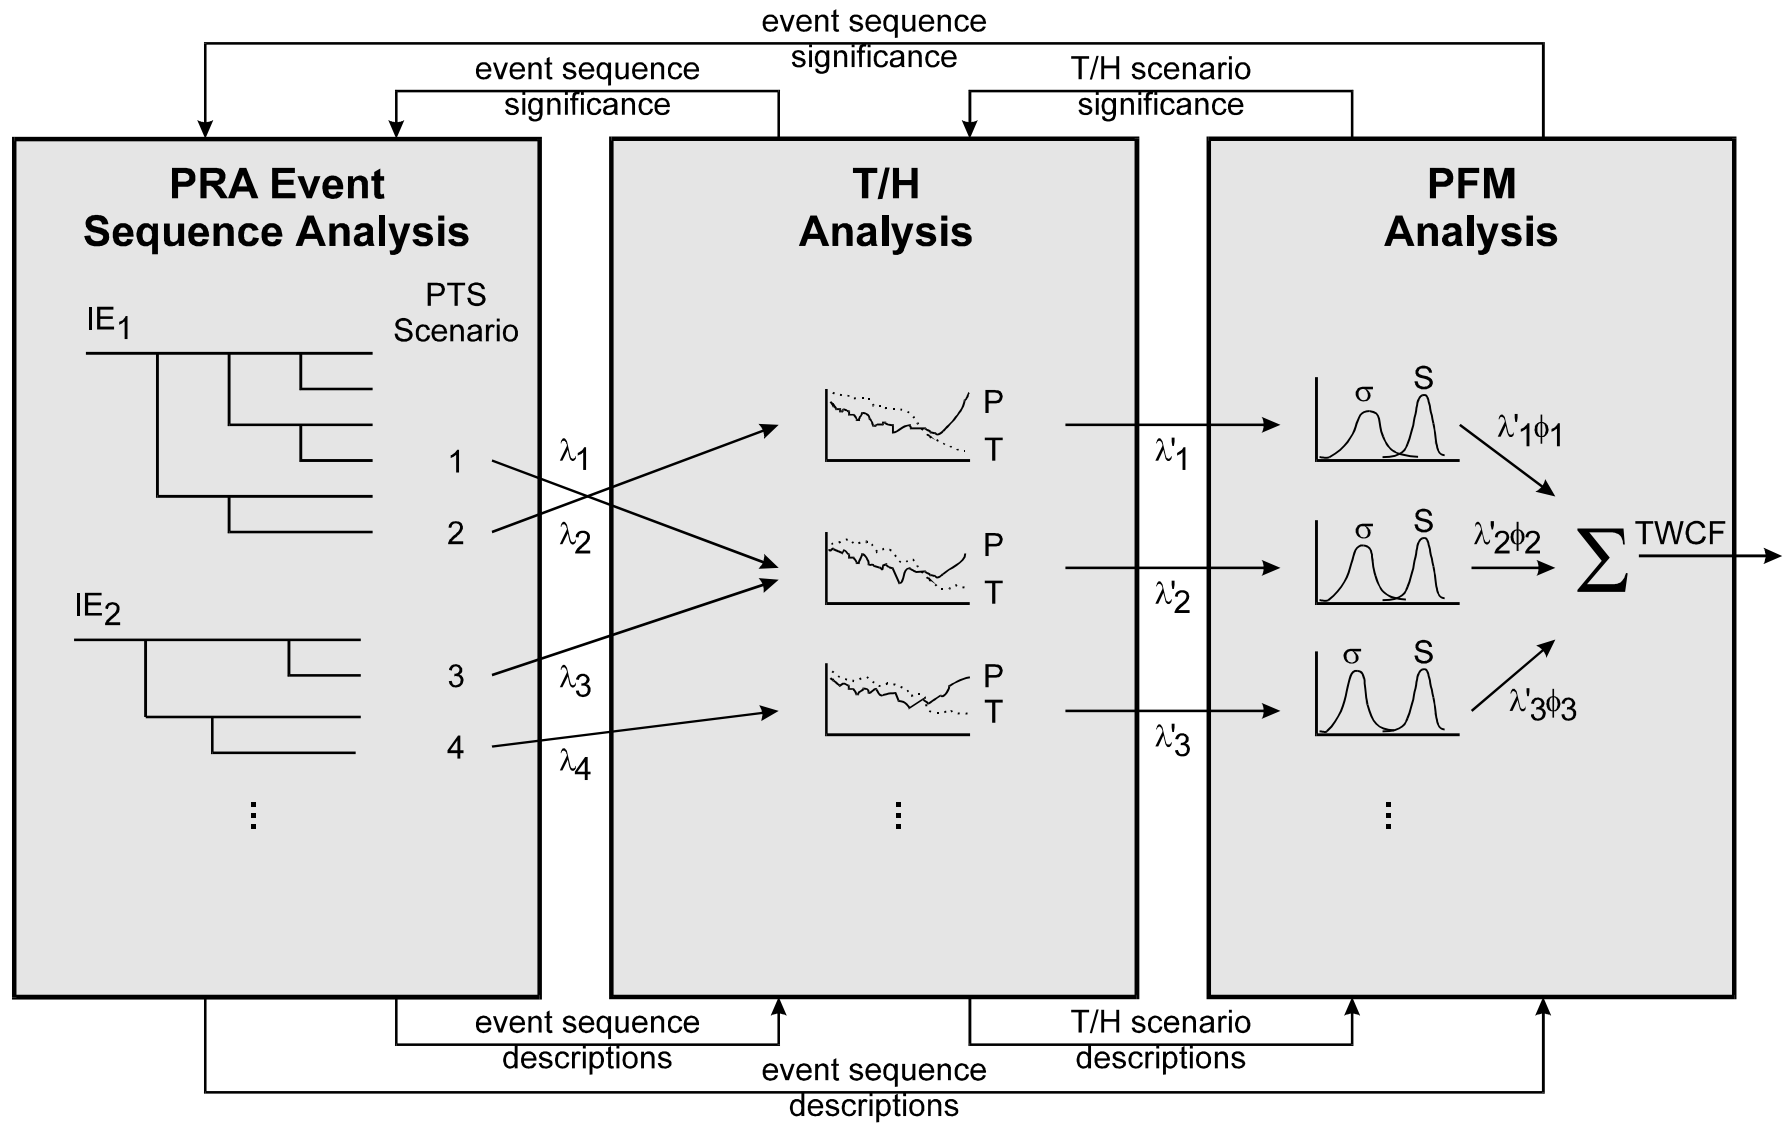 event sequence
significance
event sequence
significance
T/H scenario
significance
PRA Event
Sequence Analysis
PTS
Scenario
IE1
1
2
IE2
3
4
⋮
λ1
λ2
λ3
λ4
T/H
Analysis
P
T
P
T
P
T
⋮
λ'1
λ'2
λ'3
PFM
Analysis
σ S
σ S
σ S
⋮
λ'1ϕ1
λ'2ϕ2
λ'3ϕ3
∑ TWCF
event sequence
descriptions
T/H scenario
descriptions
event sequence
descriptions